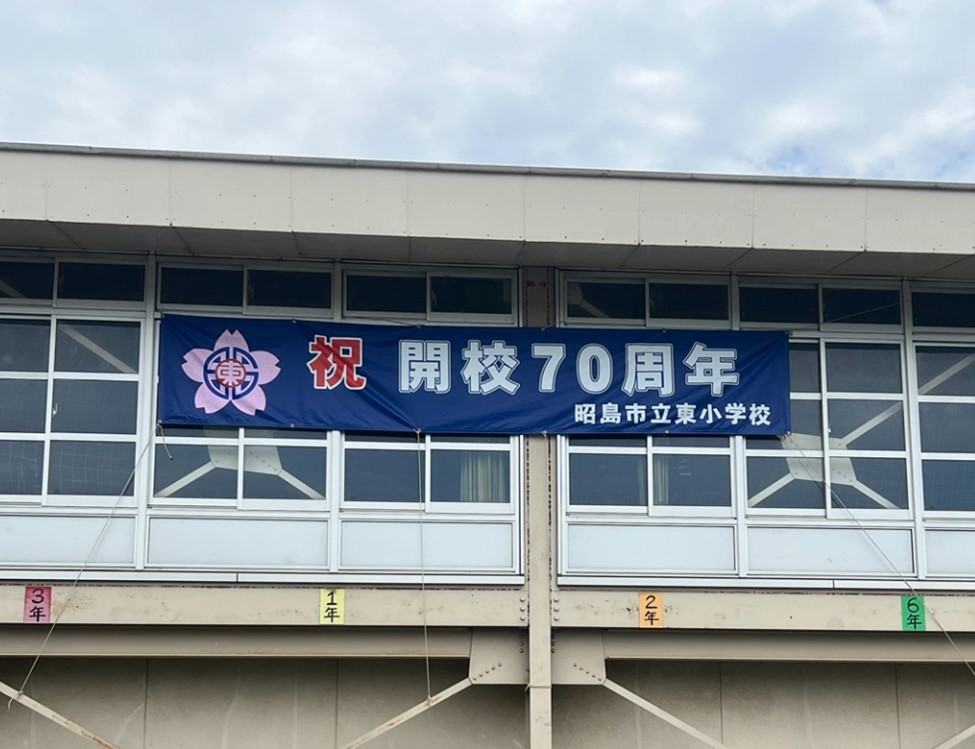 東
祝 開校70周年
昭島市立東小学校
3年
1年
2年
6年